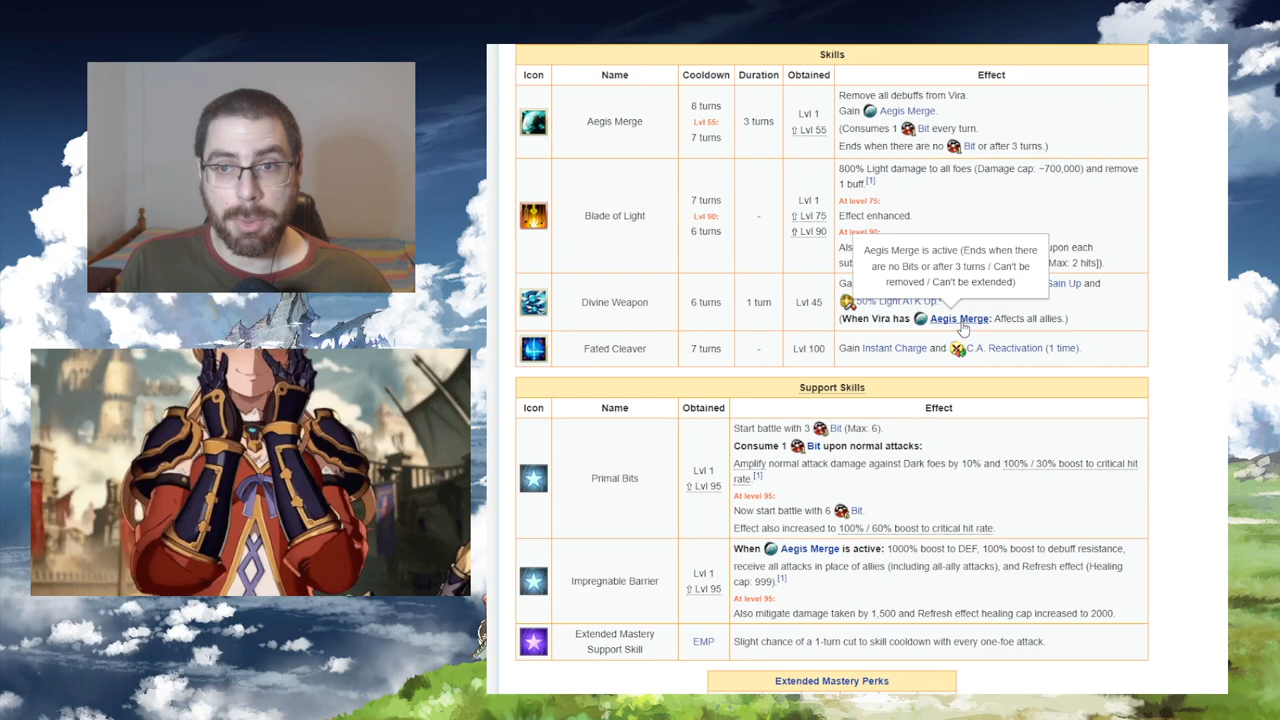 Skills
Icon Name Cooldown Duration Obtained Effect
Aegis Merge
8 turns
Lvl 55:
7 turns
3 turns
Lvl 1
⇧ Lvl 55
Remove all debuffs from Vira.
Gain Aegis Merge.
(Consumes 1 Bit every turn.
Ends when there are no Bit or after 3 turns.)
Blade of Light
7 turns
Lvl 90:
6 turns
-
Lvl 1
⇧ Lvl 75
⇧ Lvl 90
800% Light damage to all foes (Damage cap: ~700,000) and remove
1 buff.[1]
At level 75:
Effect enhanced.
At level 90:
upon each
Max: 2 hits]).
Aegis Merge is active (Ends when there
are no Bits or after 3 turns / Can't be
removed / Can't be extended)
Divine Weapon
6 turns
1 turn
Lvl 45
Gain Up and
50% Light ATK Up.
(When Vira has Aegis Merge: Affects all allies.)
Fated Cleaver
7 turns
-
Lvl 100
Gain Instant Charge and C.A. Reactivation (1 time).
Support Skills
Icon Name Obtained Effect
Primal Bits
Lvl 1
⇧ Lvl 95
Start battle with 3 Bit (Max: 6).
Consume 1 Bit upon normal attacks:
Amplify normal attack damage against Dark foes by 10% and 100% / 30% boost to critical hit
rate.[1]
At level 95:
Now start battle with 6 Bit.
Effect also increased to 100% / 60% boost to critical hit rate.
Impregnable Barrier
Lvl 1
⇧ Lvl 95
When Aegis Merge is active: 1000% boost to DEF, 100% boost to debuff resistance,
receive all attacks in place of allies (including all-ally attacks), and Refresh effect (Healing
cap: 999).[1]
At level 95:
Also mitigate damage taken by 1,500 and Refresh effect healing cap increased to 2000.
Extended Mastery
Support Skill
EMP
Slight chance of a 1-turn cut to skill cooldown with every one-foe attack.
Extended Mastery Perks